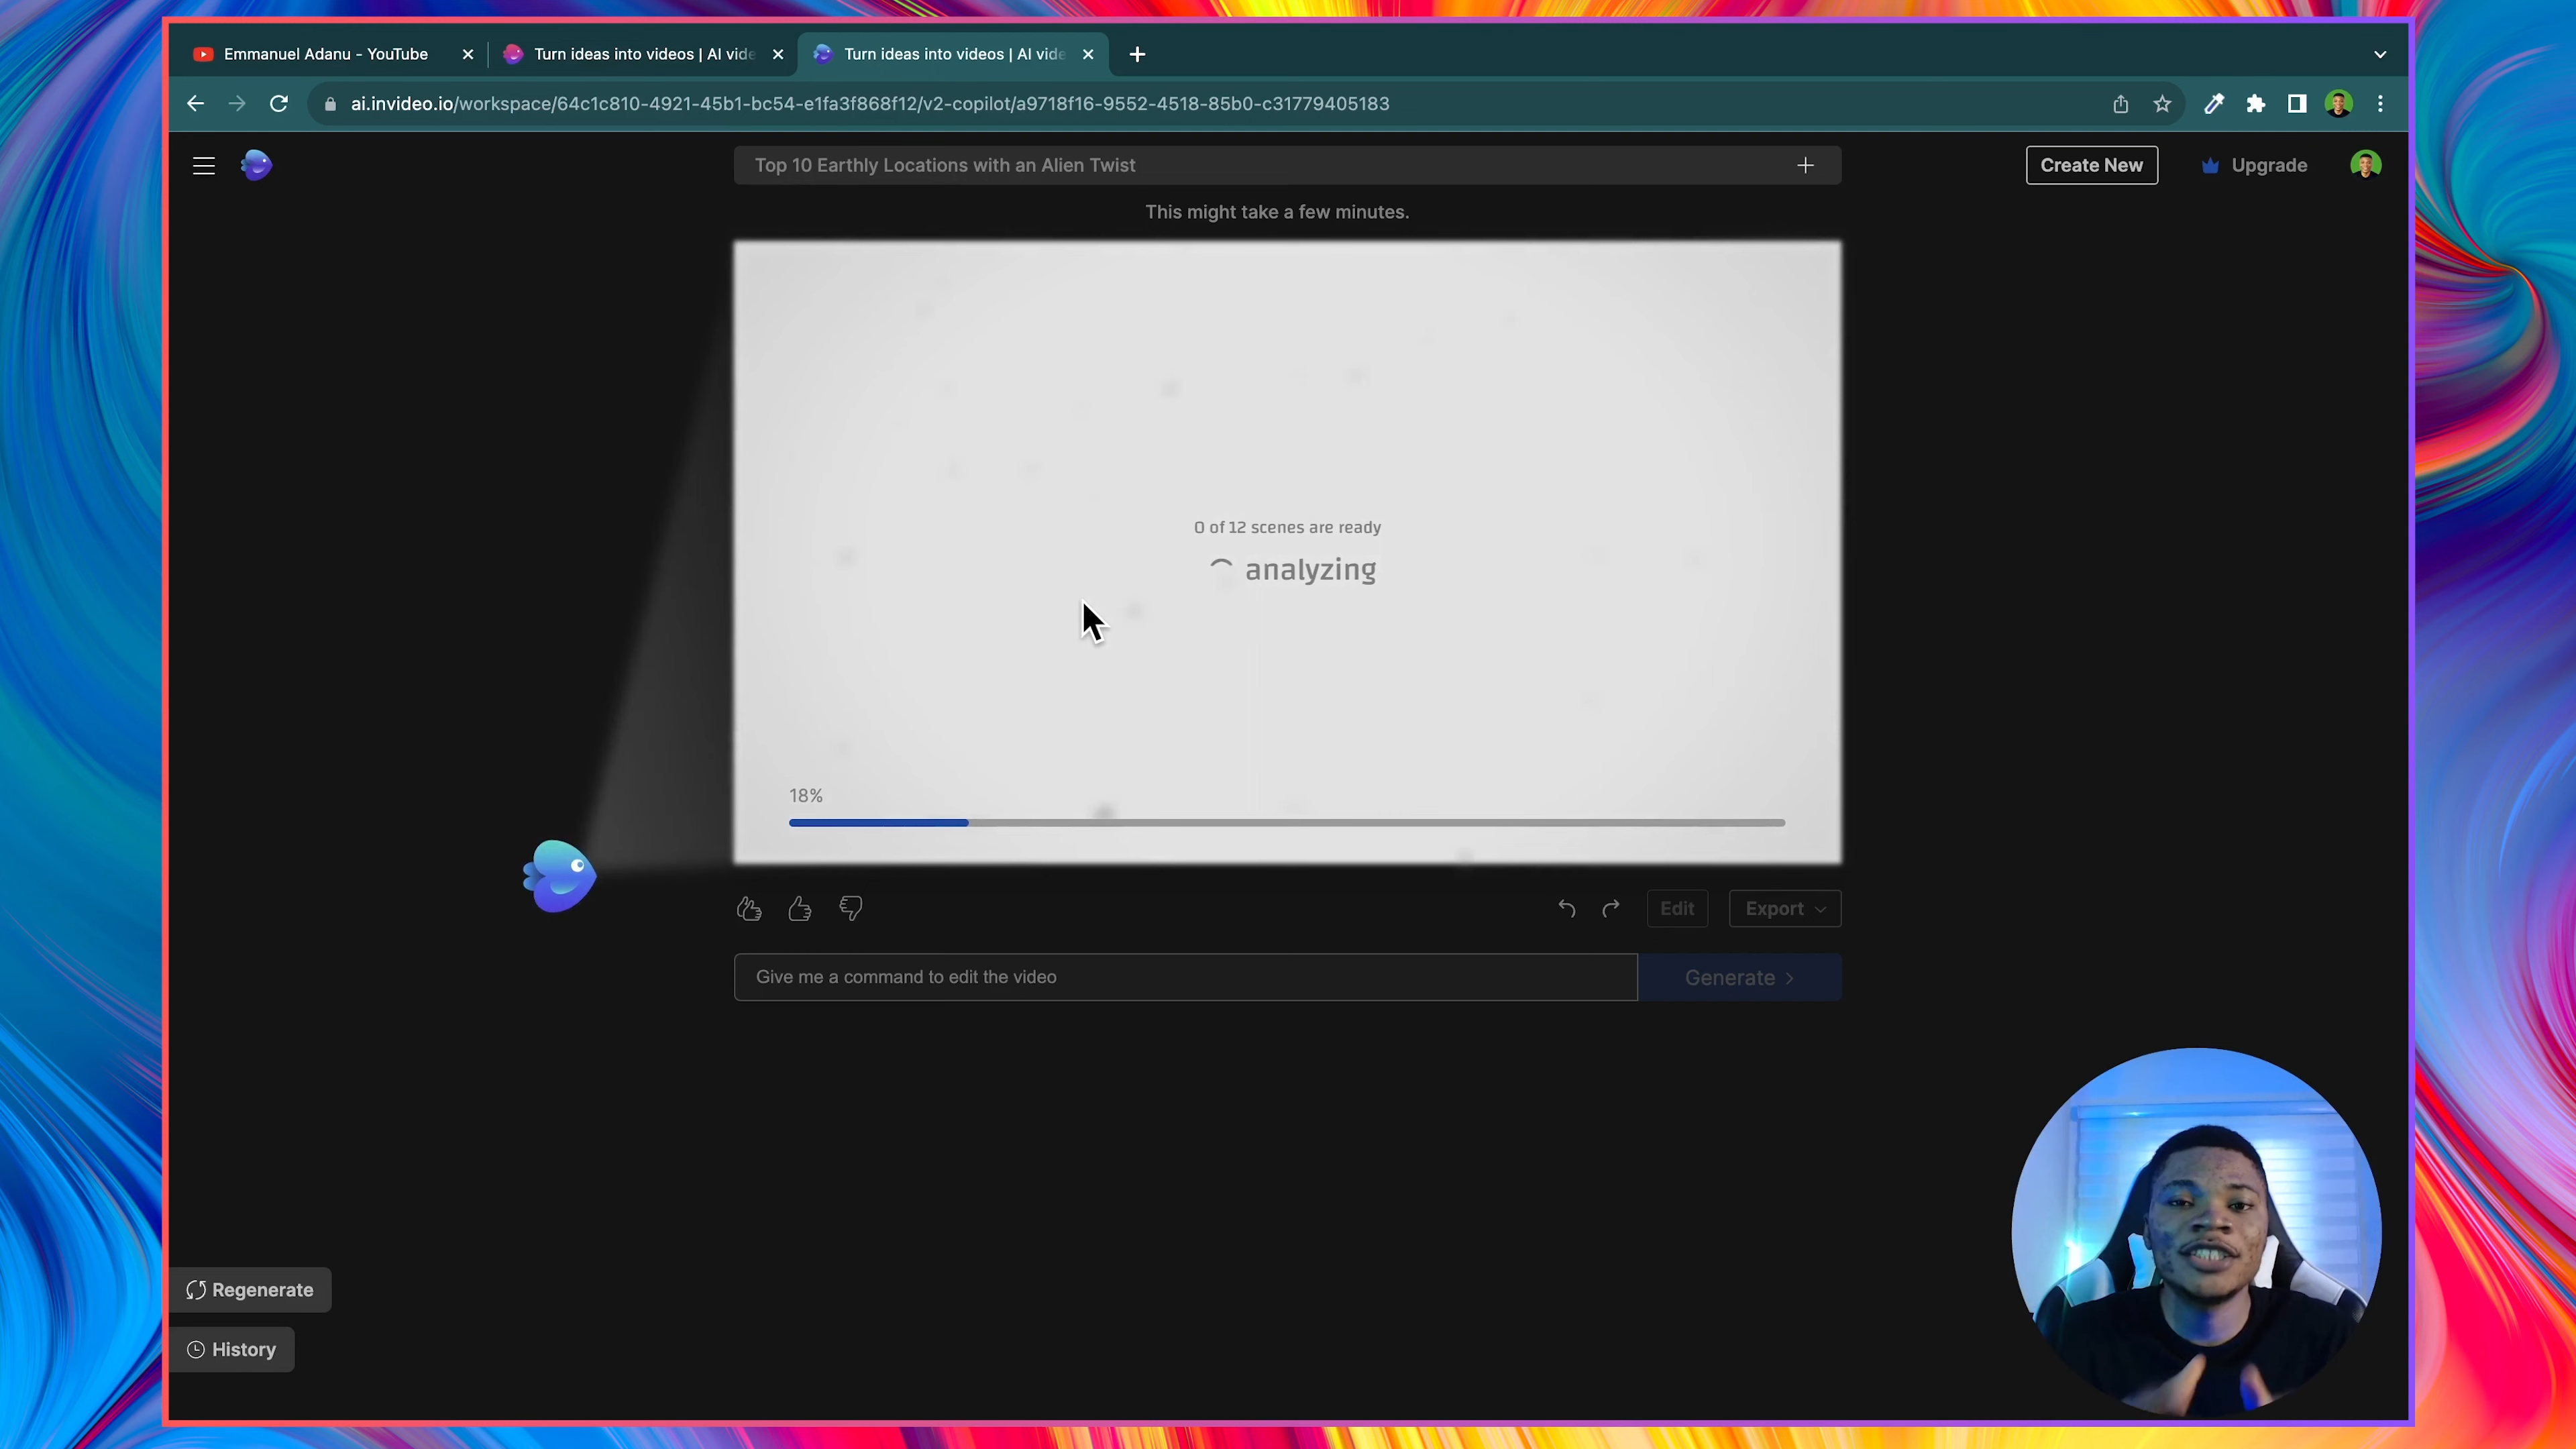 Emmanuel Adanu - YouTube
Turn ideas into videos | AI vide
Turn ideas into videos | AI vide
ai.invideo.io/workspace/64c1c810-4921-45b1-bc54-e1fa3f868f12/v2-copilot/a9718f16-9552-4518-85b0-c31779405183
Top 10 Earthly Locations with an Alien Twist
Create New
Upgrade
This might take a few minutes.
0 of 12 scenes are ready
analyzing
18%
Edit
Export
Give me a command to edit the video
Generate >
Regenerate
History